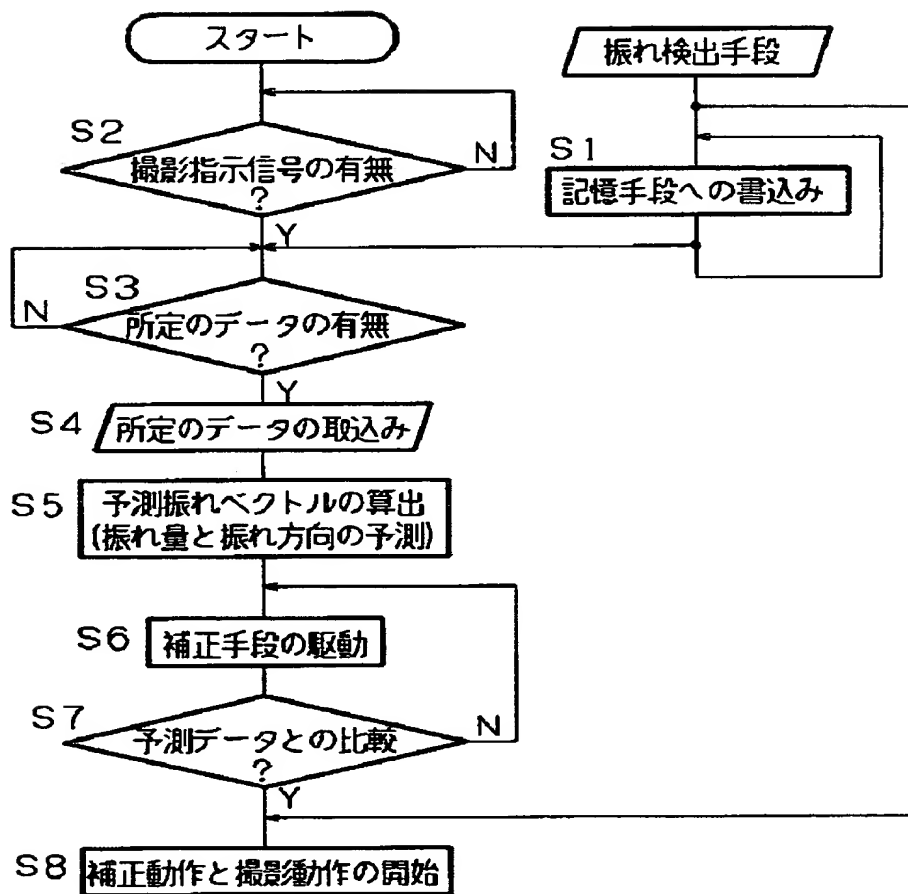 スタート
振れ検出手段
S2
撮影指示信号の有無
?
N
Y
S1
記憶手段への書込み
S3
所定のデータの有無
?
N
Y
S4
所定のデータの取込み
S5
予測振れベクトルの算出
(振れ量と振れ方向の予測)
S6
補正手段の駆動
S7
予測データとの比較
?
N
Y
S8
補正動作と撮影動作の開始